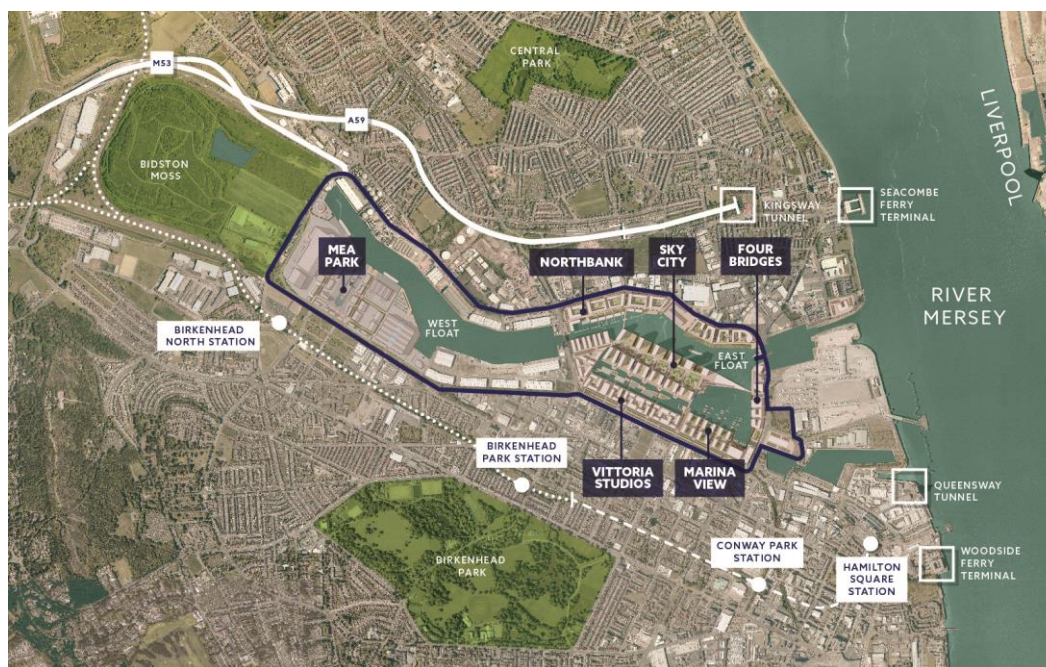 CENTRAL
PARK
M53
A59
LIVERPOOL
BIDSTON
MOSS
SEACOMBE
FERRY
TERMINAL
KINGSWAY
TUNNEL
MEA
PARK
NORTHBANK
SKY
CITY
FOUR
BRIDGES
RIVER
MERSEY
WEST
FLOAT
BIRKENHEAD
NORTH STATION
EAST
FLOAT
BIRKENHEAD
PARK STATION
VITTORIA
STUDIOS
MARINA
VIEW
QUEENSWAY
TUNNEL
BIRKENHEAD
PARK
CONWAY PARK
STATION
HAMILTON
SQUARE
STATION
WOODSIDE
FERRY
TERMINAL